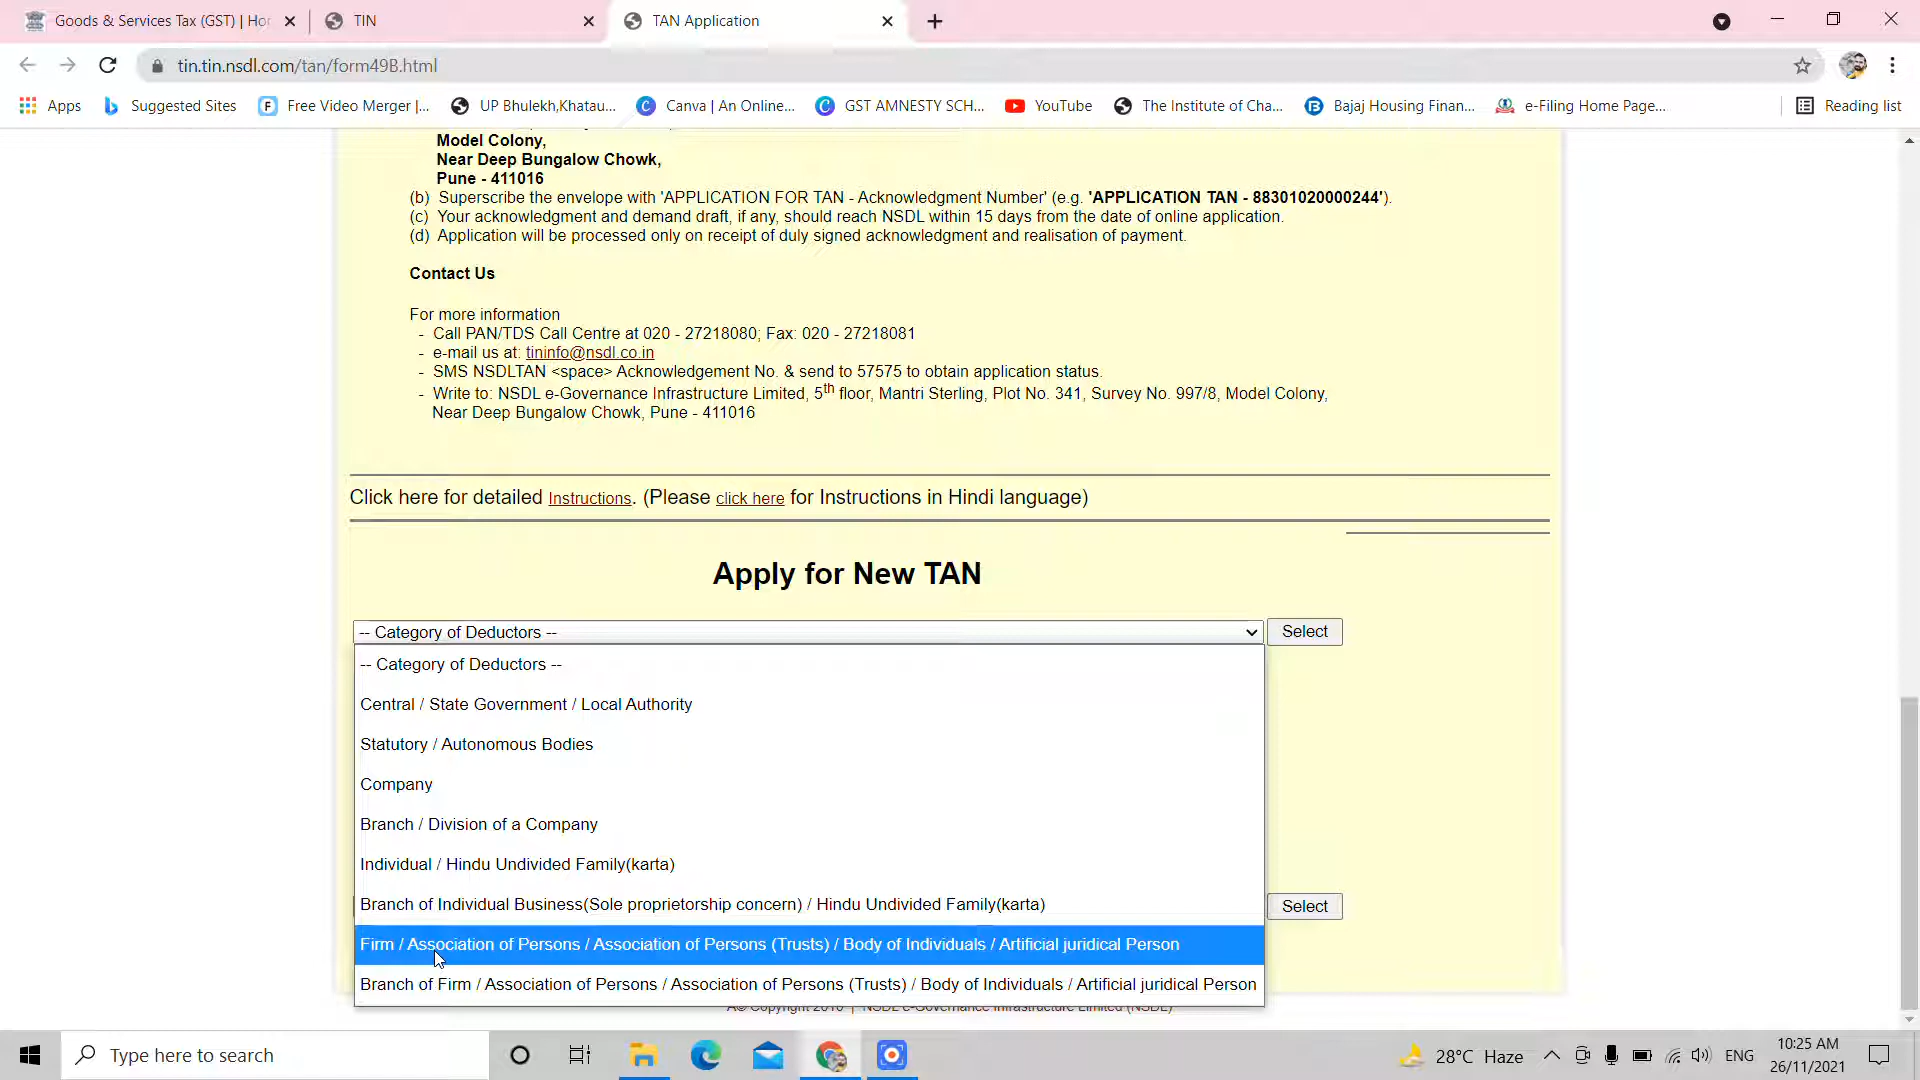 Goods & Services Tax (GST) | Ho
TIN
TAN Application
tin.tin.nsdl.com/tan/form49B.html
Apps
Suggested Sites
Free Video Merger |...
UP Bhulekh,Khatau...
Canva | An Online...
GST AMNESTY SCH...
YouTube
The Institute of Cha...
Bajaj Housing Finan...
e-Filing Home Page...
Reading list
Model Colony,
Near Deep Bungalow Chowk,
Pune - 411016
(b) Superscribe the envelope with 'APPLICATION FOR TAN - Acknowledgment Number' (e.g. 'APPLICATION TAN - 88301020000244').
(c) Your acknowledgment and demand draft, if any, should reach NSDL within 15 days from the date of online application.
(d) Application will be processed only on receipt of duly signed acknowledgment and realisation of payment.
Contact Us
For more information
- Call PAN/TDS Call Centre at 020 - 27218080; Fax: 020 - 27218081
- e-mail us at: tininfo@nsdl.co.in
- SMS NSDLTAN <space> Acknowledgement No. & send to 57575 to obtain application status.
- Write to: NSDL e-Governance Infrastructure Limited, 5th floor, Mantri Sterling, Plot No. 341, Survey No. 997/8, Model Colony,
Near Deep Bungalow Chowk, Pune - 411016
Click here for detailed Instructions. (Please click here for Instructions in Hindi language)
Apply for New TAN
-- Category of Deductors --
Select
-- Category of Deductors --
Central / State Government / Local Authority
Statutory / Autonomous Bodies
Company
Branch / Division of a Company
Individual / Hindu Undivided Family(karta)
Branch of Individual Business(Sole proprietorship concern) / Hindu Undivided Family(karta)
Select
Firm / Association of Persons / Association of Persons (Trusts) / Body of Individuals / Artificial juridical Person
Branch of Firm / Association of Persons / Association of Persons (Trusts) / Body of Individuals / Artificial juridical Person
Type here to search
28°C Haze
ENG
10:25 AM
26/11/2021